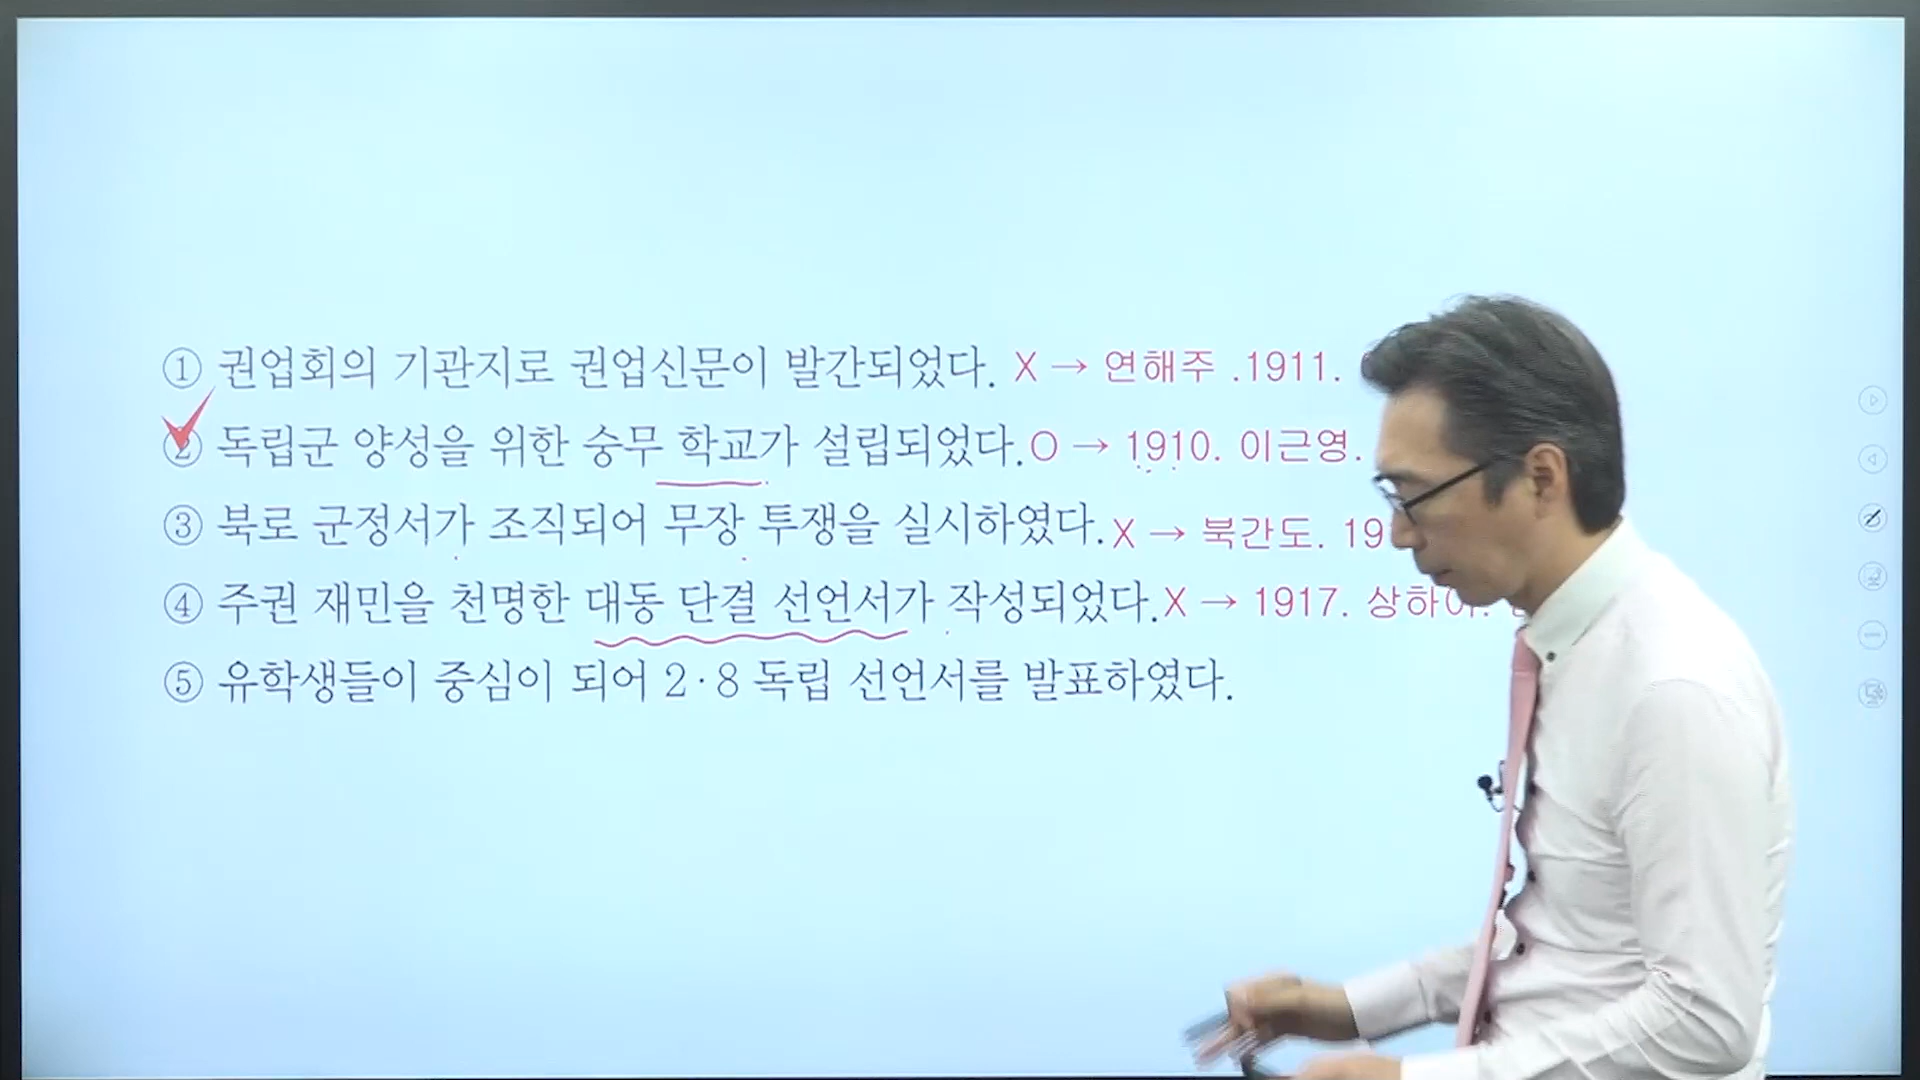 ① 권업회의 기관지로 권업신문이 발간되었다. X → 연해주 .1911.
② 독립군 양성을 위한 숭무 학교가 설립되었다. O → 1910. 이근영.
③ 북로 군정서가 조직되어 무장 투쟁을 실시하였다. X → 북간도. 19
④ 주권 재민을 천명한 대동 단결 선언서가 작성되었다. X → 1917. 상하이.
⑤ 유학생들이 중심이 되어 2·8 독립 선언서를 발표하였다.